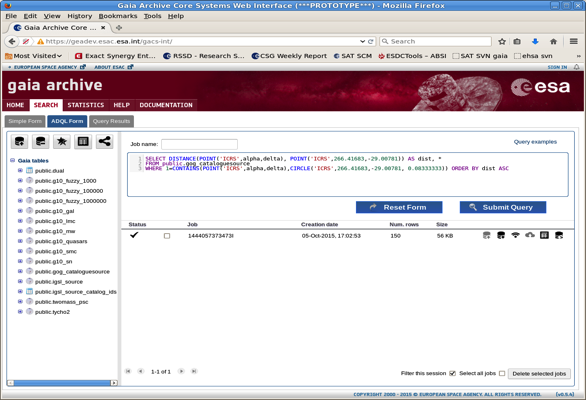 Gaia Archive Core Systems Web Interface (***PROTOTYPE***) - Mozilla Firefox
File Edit View History Bookmarks Tools Help
Gaia Archive Core Systems ...
https://geadev.esac.esa.int/gacs-int/
Search
Most Visited
Exact Synergy Ent...
RSSD - Research S...
CSG Weekly Report
SAT SCM
ESDCTools – ABSI
SAT SVN gaia
ehsa svn
EUROPEAN SPACE AGENCY
ABOUT ESAC
SIGN IN
gaia archive
esa
HOME SEARCH STATISTICS HELP DOCUMENTATION
Simple Form ADQL Form Query Results
Job name:
Query examples
1 SELECT DISTANCE(POINT('ICRS',alpha,delta), POINT('ICRS',266.41683,-29.00781)) AS dist, *
2 FROM public.gog_cataloguesource
3 WHERE 1=CONTAINS(POINT('ICRS',alpha,delta),CIRCLE('ICRS',266.41683,-29.00781, 0.08333333)) ORDER BY dist ASC
Reset Form Submit Query
Gaia tables
public.dual
public.g10_fuzzy_1000
public.g10_fuzzy_100000
public.g10_fuzzy_1000000
public.g10_gal
public.g10_lmc
public.g10_mw
public.g10_quasars
public.g10_smc
public.g10_sn
public.gog_cataloguesource
public.igsl_source
public.igsl_source_catalog_ids
public.twomass_psc
public.tycho2
Status Job Creation date Num. rows Size
1444057373473I 05-Oct-2015, 17:02:53 150 56 KB
1-1 of 1
Filter this session Select all jobs Delete selected jobs
COPYRIGHT 2000 - 2015 © EUROPEAN SPACE AGENCY. ALL RIGHTS RESERVED. [v0.5.6]